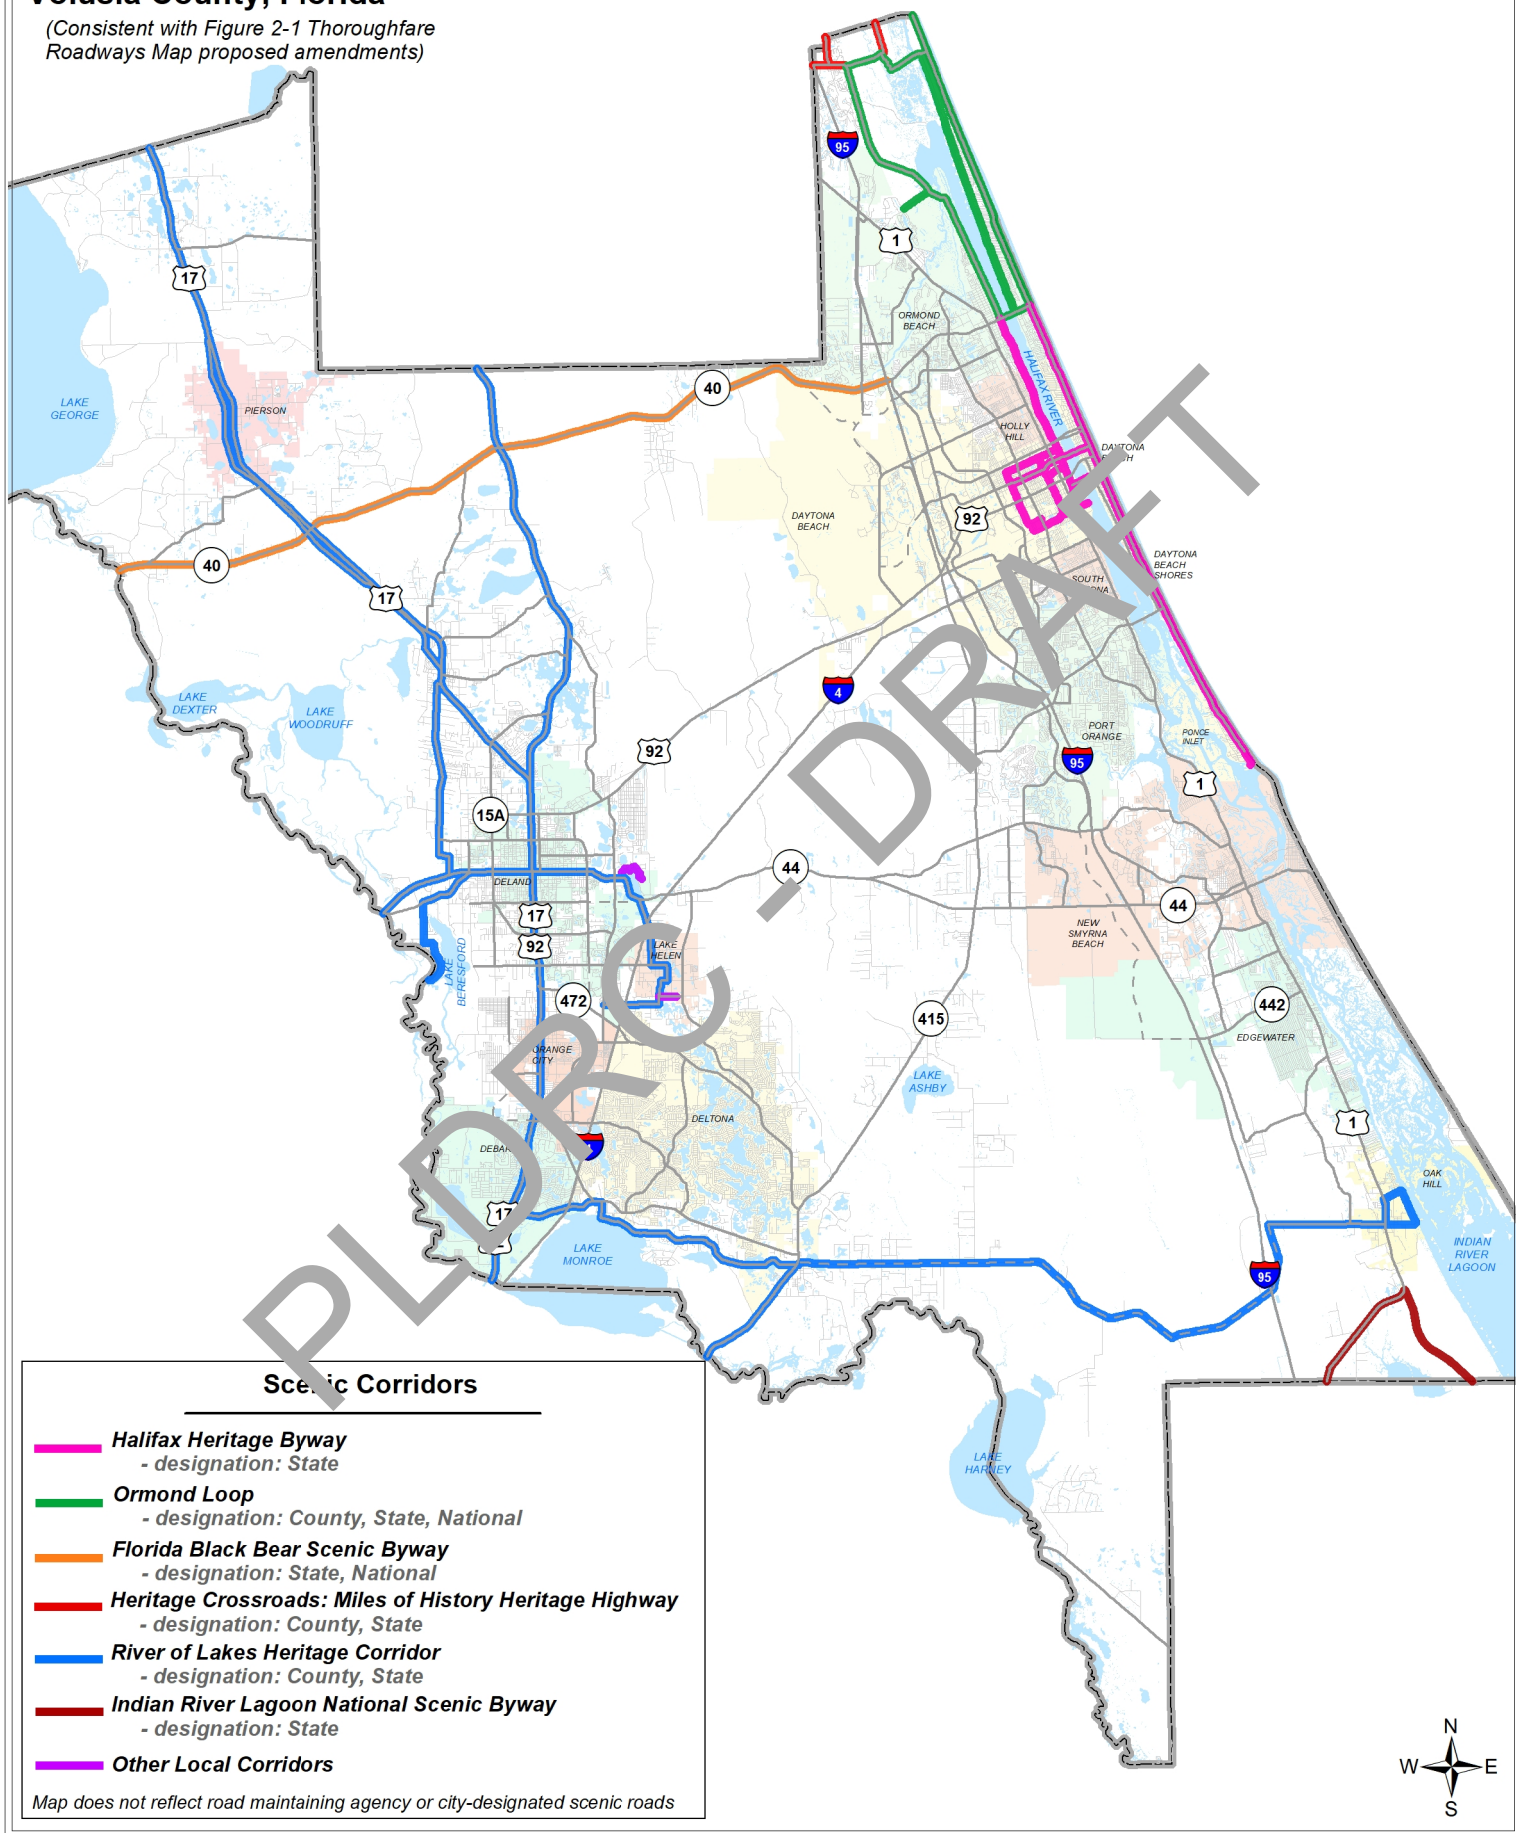 Volusia County, Florida
(Consistent with Figure 2-1 Thoroughfare
Roadways Map proposed amendments)
95
1
17
ORMOND
BEACH
HALIFAX RIVER
40
LAKE
GEORGE
PIERSON
HOLLY
HILL
DAYTONA
BEACH
92
DAYTONA
BEACH
DAYTONA
BEACH
SHORES
40
17
SOUTH
DAYTONA
4
LAKE
DEXTER
LAKE
WOODRUFF
92
PORT
ORANGE
PONCE
INLET
95
1
15A
44
DELAND
44
17
92
LAKE
HELEN
NEW
SMYRNA
BEACH
LAKE
BERESFORD
472
415
442
EDGEWATER
ORANGE
CITY
LAKE
ASHBY
DELTONA
1
DEBAR
OAK
HILL
17
LAKE
MONROE
INDIAN
RIVER
LAGOON
95
LAKE
HARNEY
PLDRC - DRAFT
Scenic Corridors
Halifax Heritage Byway
- designation: State
Ormond Loop
- designation: County, State, National
Florida Black Bear Scenic Byway
- designation: State, National
Heritage Crossroads: Miles of History Heritage Highway
- designation: County, State
River of Lakes Heritage Corridor
- designation: County, State
Indian River Lagoon National Scenic Byway
- designation: State
Other Local Corridors
Map does not reflect road maintaining agency or city-designated scenic roads
N
W E
S